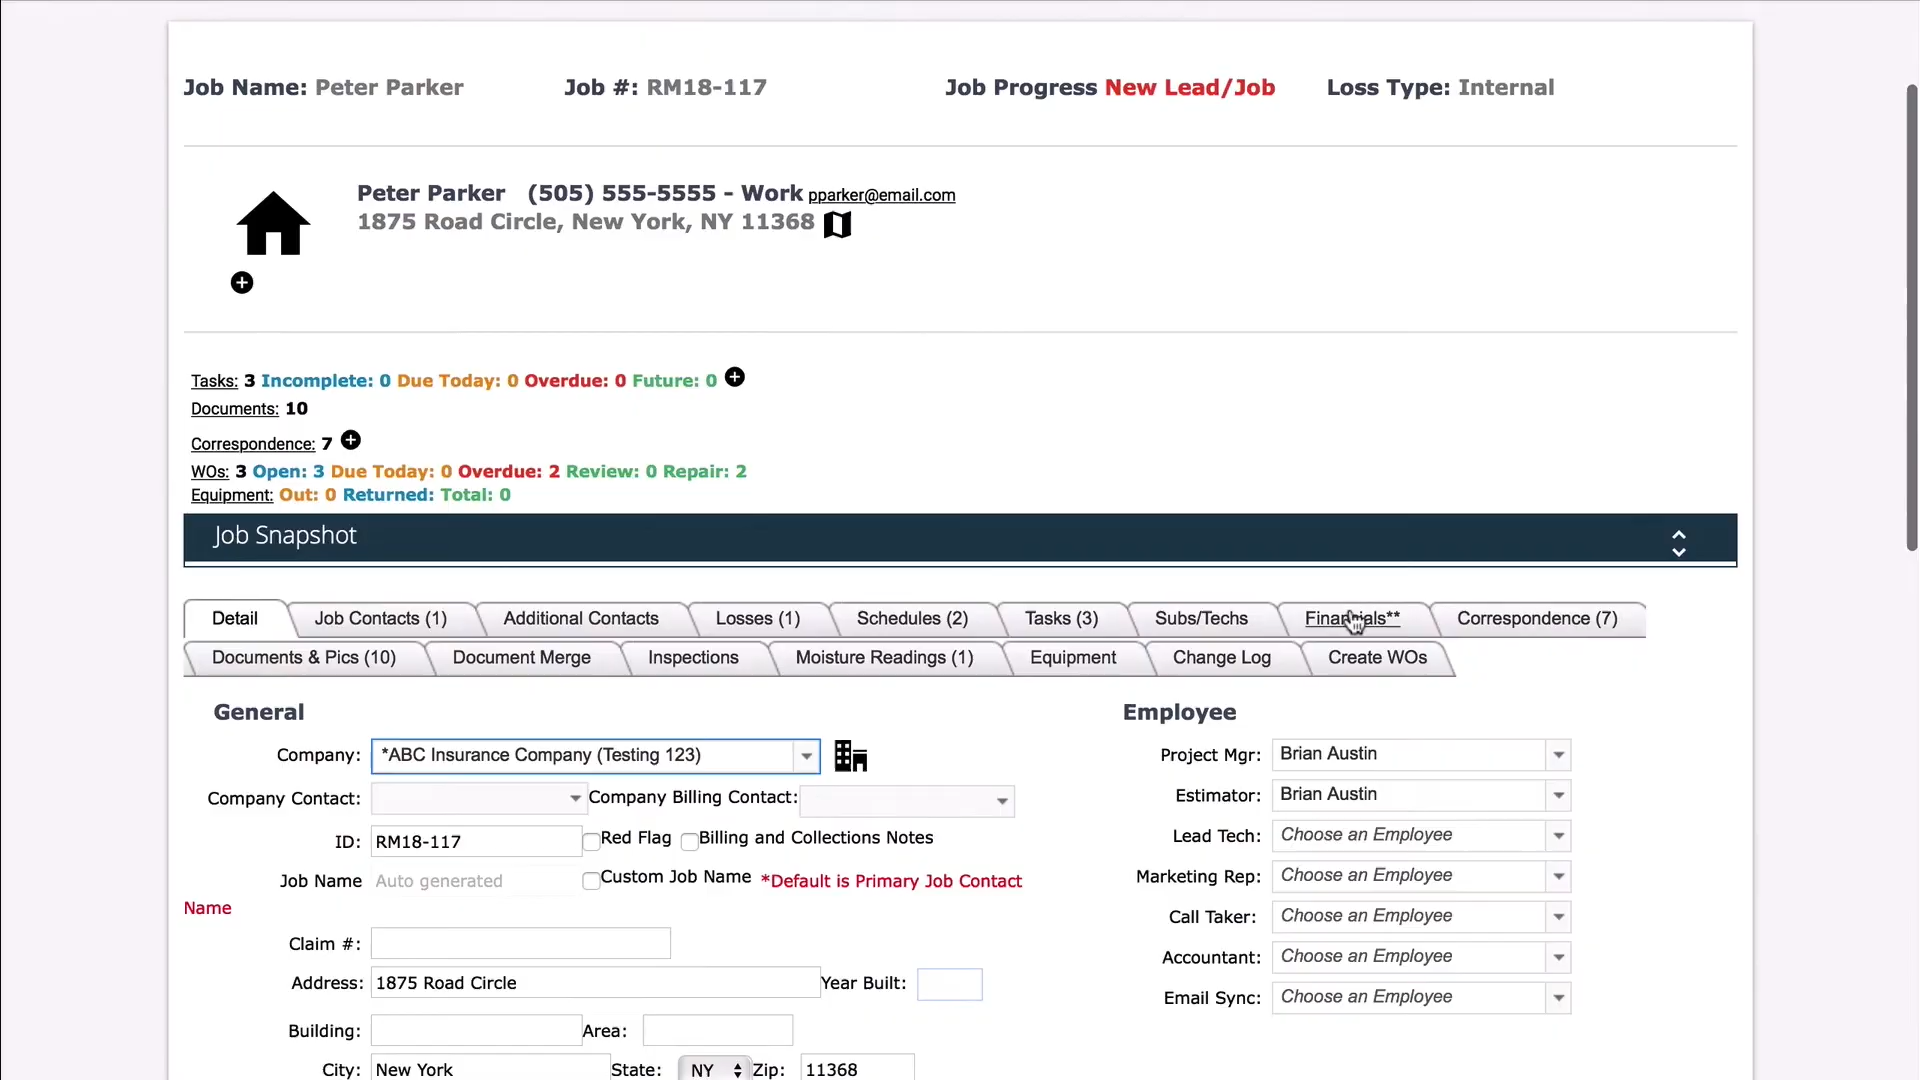 Job Name: Peter Parker Job #: RM18-117 Job Progress New Lead/Job Loss Type: Internal
Peter Parker (505) 555-5555 - Work pparker@email.com
1875 Road Circle, New York, NY 11368
Tasks: 3 Incomplete: 0 Due Today: 0 Overdue: 0 Future: 0
Documents: 10
Correspondence: 7
WOs: 3 Open: 3 Due Today: 0 Overdue: 2 Review: 0 Repair: 2
Equipment: Out: 0 Returned: Total: 0
Job Snapshot
Detail Job Contacts (1) Additional Contacts Losses (1) Schedules (2) Tasks (3) Subs/Techs Financials** Correspondence (7)
Documents & Pics (10) Document Merge Inspections Moisture Readings (1) Equipment Change Log Create WOs
General Employee
Company: *ABC Insurance Company (Testing 123) Project Mgr: Brian Austin
Company Contact: Company Billing Contact: Estimator: Brian Austin
ID: RM18-117 Red Flag Billing and Collections Notes Lead Tech: Choose an Employee
Job Name Auto generated Custom Job Name *Default is Primary Job Contact Marketing Rep: Choose an Employee
Name Call Taker: Choose an Employee
Claim #: Accountant: Choose an Employee
Address: 1875 Road Circle Year Built: Email Sync: Choose an Employee
Building: Area:
City: New York State: NY Zip: 11368